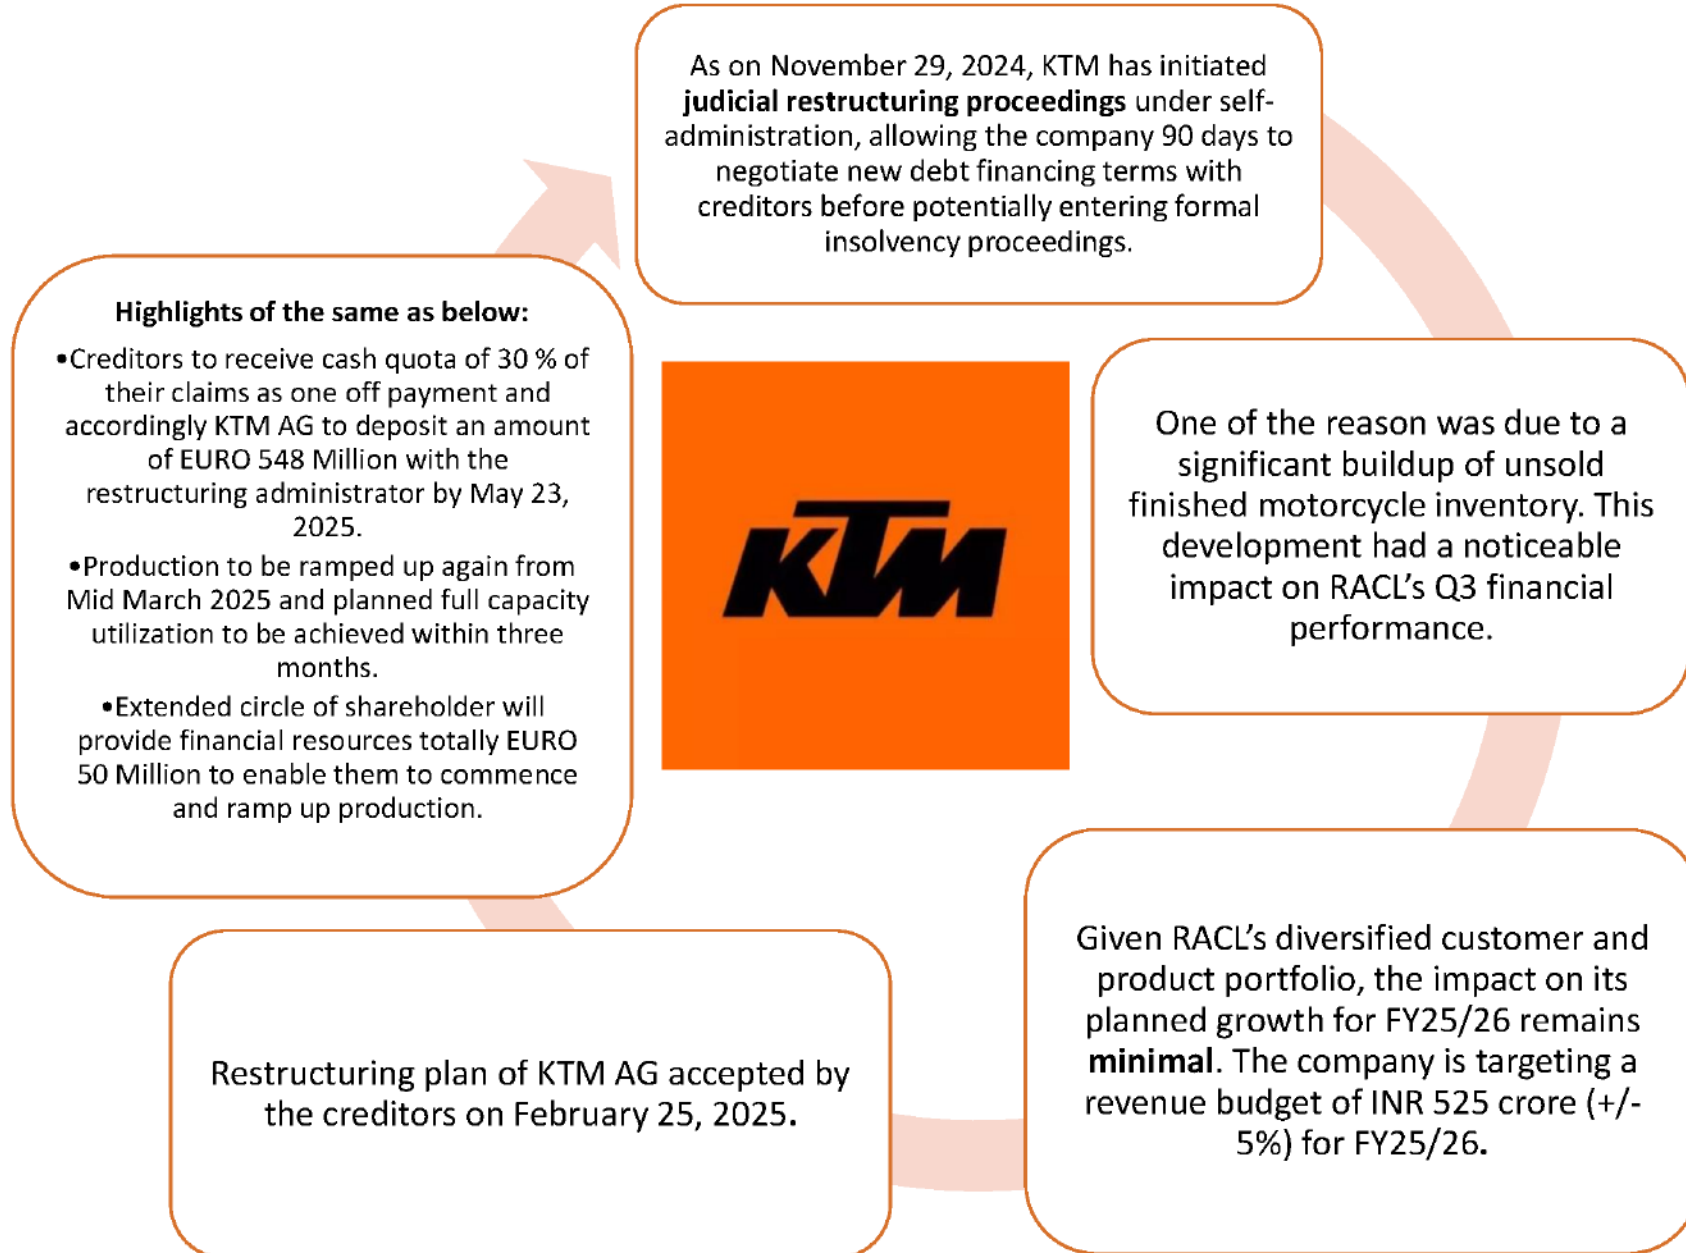 As on November 29, 2024, KTM has initiated
judicial restructuring proceedings under self-
administration, allowing the company 90 days to
negotiate new debt financing terms with
creditors before potentially entering formal
insolvency proceedings.
One of the reason was due to a
significant buildup of unsold
finished motorcycle inventory. This
development had a noticeable
impact on RACL’s Q3 financial
performance.
Given RACL’s diversified customer and
product portfolio, the impact on its
planned growth for FY25/26 remains
minimal. The company is targeting a
revenue budget of INR 525 crore (+/-
5%) for FY25/26.
Restructuring plan of KTM AG accepted by
the creditors on February 25, 2025.
Highlights of the same as below:
•Creditors to receive cash quota of 30 % of
their claims as one off payment and
accordingly KTM AG to deposit an amount
of EURO 548 Million with the
restructuring administrator by May 23,
2025.
•Production to be ramped up again from
Mid March 2025 and planned full capacity
utilization to be achieved within three
months.
•Extended circle of shareholder will
provide financial resources totally EURO
50 Million to enable them to commence
and ramp up production.
KTM